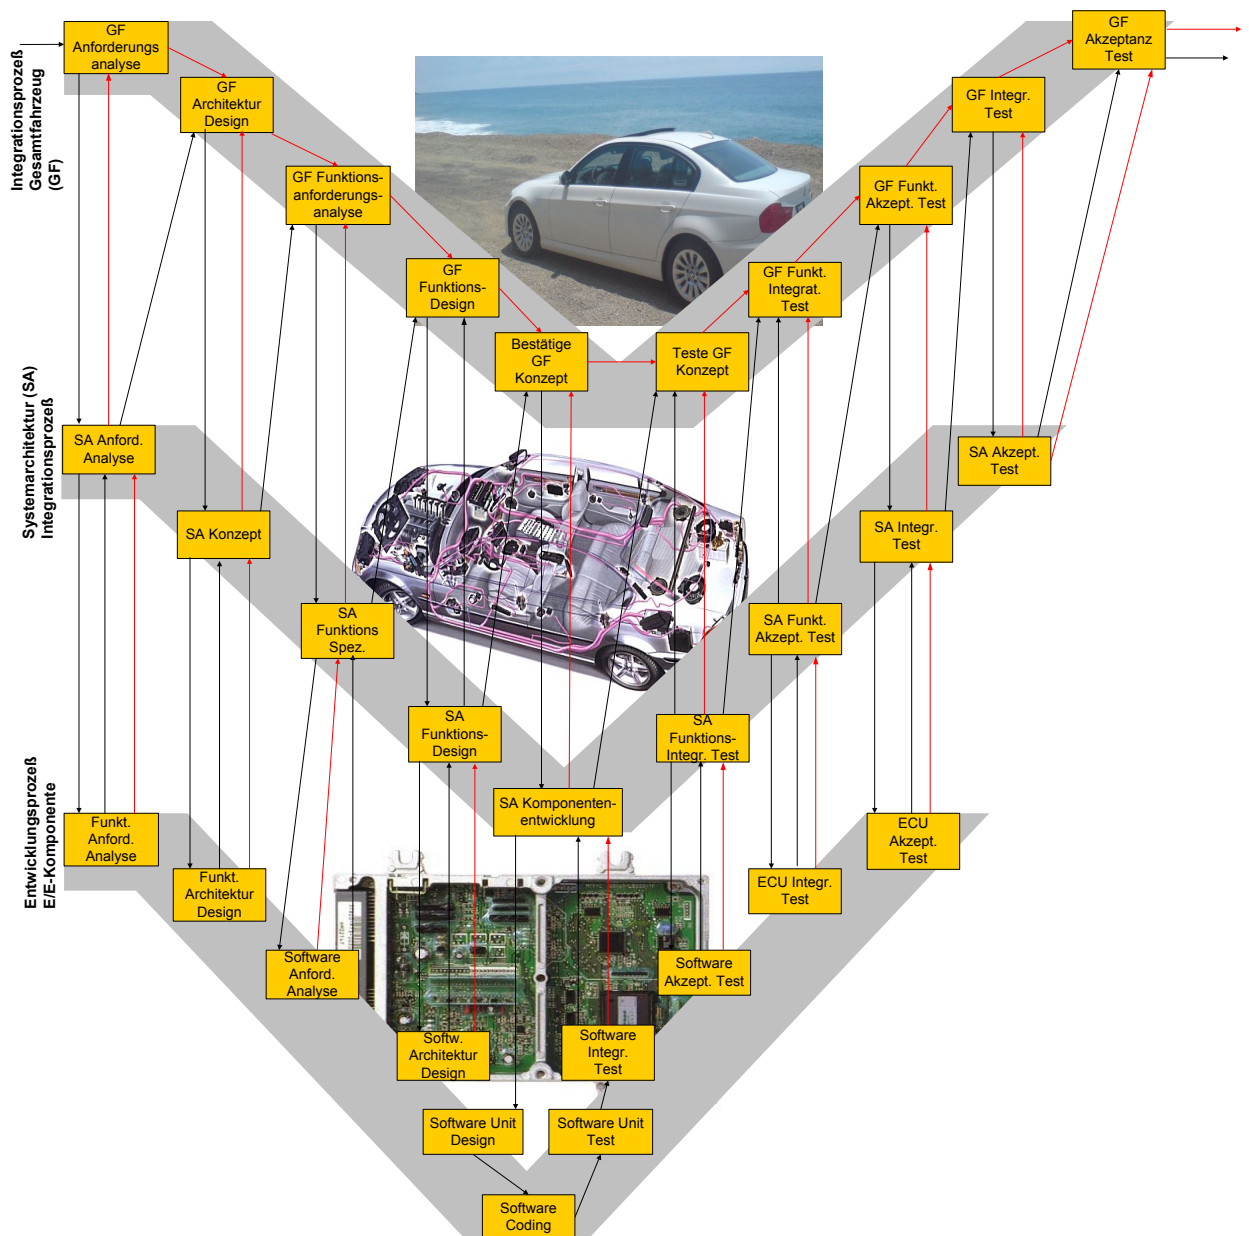 Integrationsprozeß
Gesamtfahrzeug
(GF)
GF
Anforderungs
analyse
GF
Architektur
Design
GF Funktions-
anforderungs-
analyse
GF
Funktions-
Design
Bestätige
GF
Konzept
Teste GF
Konzept
GF Funkt.
Integrat.
Test
GF Funkt.
Akzept. Test
GF Integr.
Test
GF
Akzeptanz
Test
Systemarchitektur (SA)
Integrationsprozeß
SA Anford.
Analyse
SA Konzept
SA
Funktions
Spez.
SA
Funktions-
Design
SA Komponenten-
entwicklung
SA
Funktions-
Integr. Test
SA Funkt.
Akzept. Test
SA Integr.
Test
SA Akzept.
Test
Entwicklungsprozeß
E/E-Komponente
Funkt.
Anford.
Analyse
Funkt.
Architektur
Design
Software
Anford.
Analyse
Softw.
Architektur
Design
Software Unit
Design
Software
Coding
Software Unit
Test
Software
Integr.
Test
Software
Akzept. Test
ECU Integr.
Test
ECU
Akzept.
Test